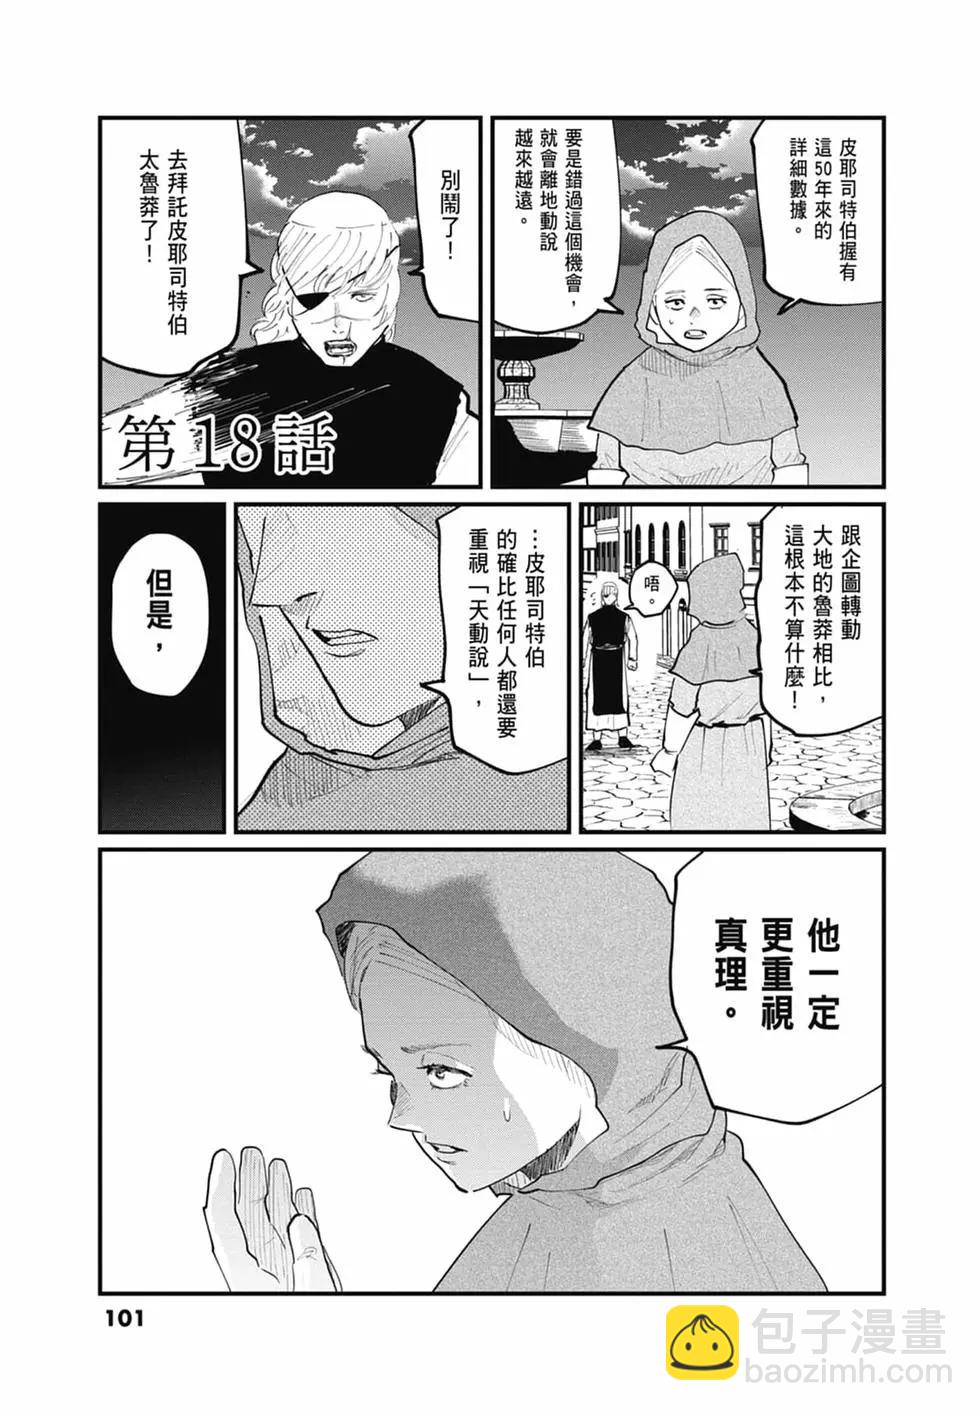 皮耶司特伯握有
這50年來的
詳細數據。
要是錯過這個機會，
就會離地動說
越來越遠。
別鬧了！
去拜託皮耶司特伯
太魯莽了！
第18話
跟企圖轉動
大地的魯莽相比，
這根本不算什麼！
唔。
…皮耶司特伯
的確比任何人都還要
重視「天動說」，
但是，
他一定
更重視
真理。
101
包子漫畫
baozimh.com